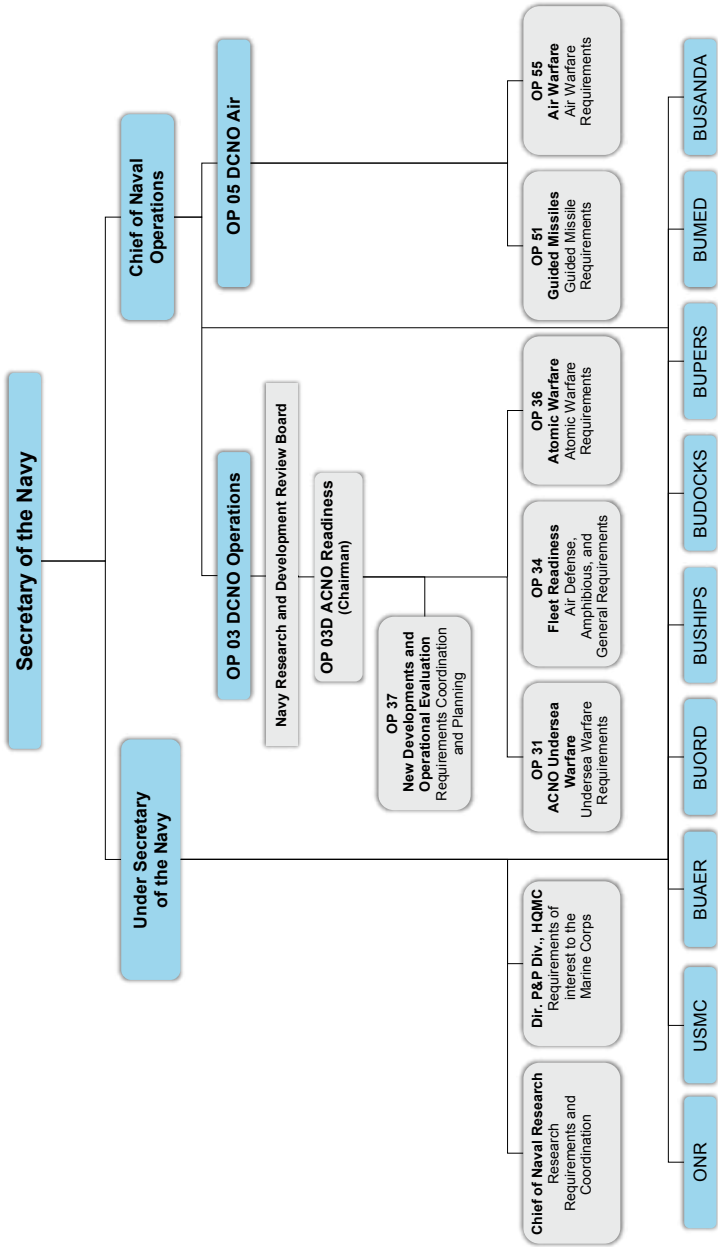 Secretary of the Navy
Under Secretary
of the Navy
Chief of Naval
Operations
OP 03 DCNO Operations
OP 05 DCNO Air
Navy Research and Development Review Board
OP 03D ACNO Readiness
(Chairman)
OP 37
New Developments and
Operational Evaluation
Requirements Coordination
and Planning
Chief of Naval Research
Research
Requirements and
Coordination
Dir. P&P Div., HQMC
Requirements of
interest to the
Marine Corps
OP 31
ACNO Undersea
Warfare
Undersea Warfare
Requirements
OP 34
Fleet Readiness
Air Defense,
Amphibious, and
General Requirements
OP 36
Atomic Warfare
Atomic Warfare
Requirements
OP 51
Guided Missiles
Guided Missile
Requirements
OP 55
Air Warfare
Air Warfare
Requirements
ONR
USMC
BUAER
BUORD
BUSHIPS
BUDOCKS
BUPERS
BUMED
BUSANDA